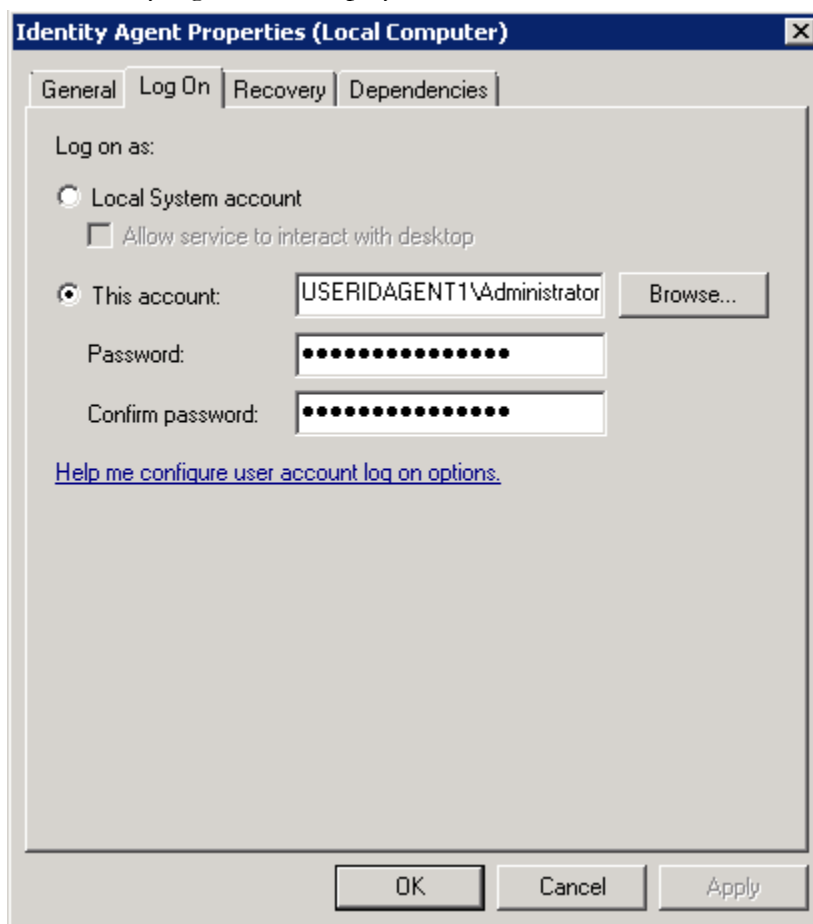 Identity Agent Properties (Local Computer)
General Log On Recovery Dependencies
Log on as:
Local System account
Allow service to interact with desktop
This account: USERIDAGENT1\Administrator Browse...
Password: •••••••••••••••
Confirm password: •••••••••••••••
Help me configure user account log on options.
OK Cancel Apply